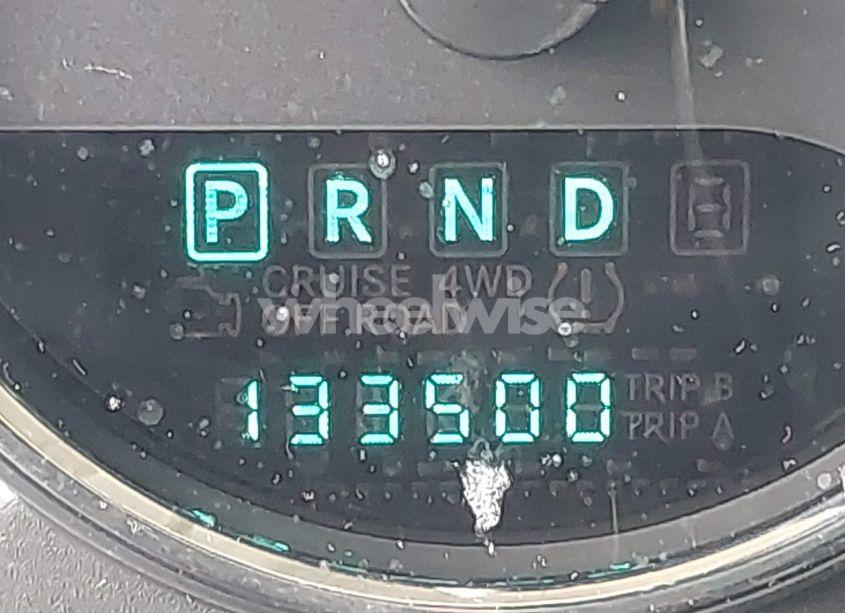 P R N D
CRUISE 4WD
OFF ROAD
wheelwise
133500 TRIP B
TRIP A